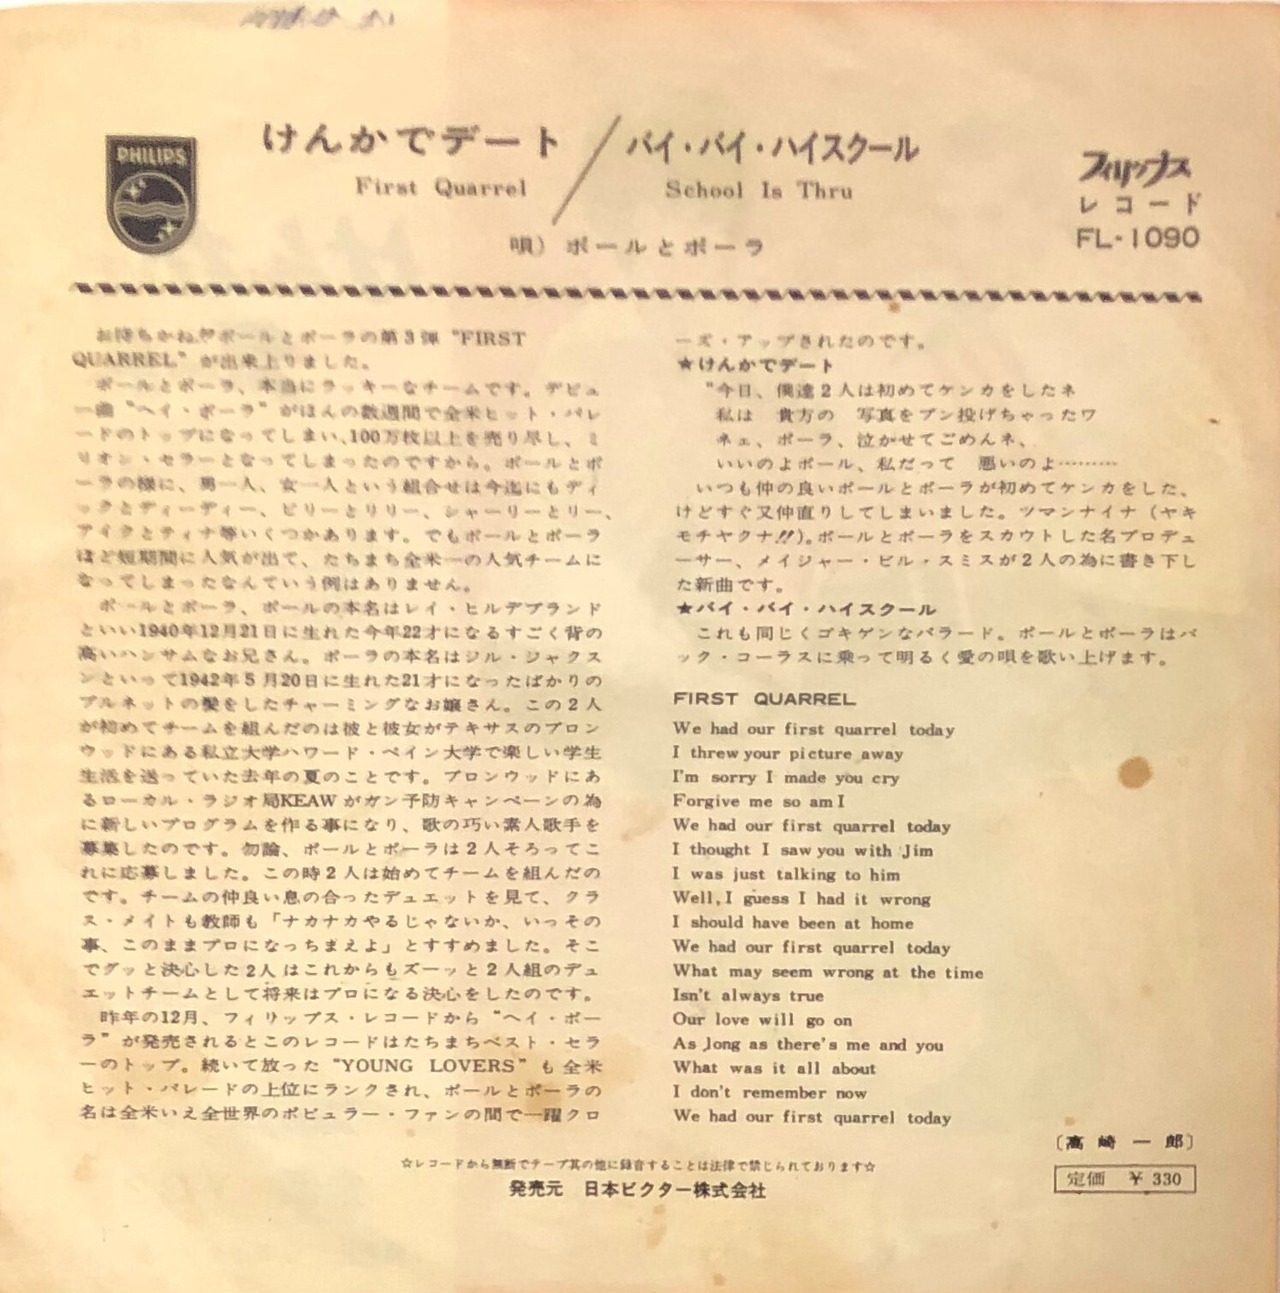 PHILIPS
けんかでデート／バイ・バイ・ハイスクール
First Quarrel
School Is Thru
唄）ポールとポーラ
フィリップス
レコード
FL-1090
お待ちかね!!ポールとポーラの第3弾 "FIRST
QUARREL" が出来上りました。
ポールとポーラ、本当にラッキーなチームです。デビュ
ー曲 "ヘイ・ポーラ" がほんの数週間で全米ヒット・パレ
ードのトップになってしまい、100万枚以上を売り尽し、ミ
リオン・セラーとなってしまったのですから。ポールとポ
ーラの様に、男一人、女一人という組合せは今迄にもディ
ックとディーディー、ビリーとリリー、シャーリーとリー、
アイクとティナ等いくつかあります。でもポールとポーラ
ほど短期間に人気が出て、たちまち全米一の人気チームに
なってしまったなんていう例はありません。
ポールとポーラ、ポールの本名はレイ・ヒルデブランド
といい1940年12月21日に生れた今年22才になるすごく背の
高いハンサムなお兄さん。ポーラの本名はジル・ジャクス
ンといって1942年5月20日に生れた21才になったばかりの
ブルネットの髪をしたチャーミングなお嬢さん。この2人
が初めてチームを組んだのは彼と彼女がテキサスのブロン
ウッドにある私立大学ハワード・ペイン大学で楽しい学生
生活を送っていた去年の夏のことです。ブロンウッドにあ
るローカル・ラジオ局KEAWがガン予防キャンペーンの為
に新しいプログラムを作る事になり、歌の巧い素人歌手を
募集したのです。勿論、ポールとポーラは2人そろってこ
れに応募しました。この時2人は始めてチームを組んだの
です。チームの仲良い息の合ったデュエットを見て、クラ
ス・メイトも教師も「ナカナカやるじゃないか、いっその
事、このままプロになっちまえよ」とすすめました。そこ
でグッと決心した2人はこれからもズーッと2人組のデュ
エットチームとして将来はプロになる決心をしたのです。
昨年の12月、フィリップス・レコードから "ヘイ・ポー
ラ" が発売されるとこのレコードはたちまちベスト・セラ
ーのトップ。続いて放った "YOUNG LOVERS" も全米
ヒット・パレードの上位にランクされ、ポールとポーラの
名は全米いえ全世界のポピュラー・ファンの間で一躍クロ
ーズ・アップされたのです。
★けんかでデート
"今日、僕達2人は初めてケンカをしたネ
私は 貴方の 写真をブン投げちゃったワ
ネェ、ポーラ、泣かせてごめんネ、
いいのよポール、私だって 悪いのよ………
いつも仲の良いポールとポーラが初めてケンカをした、
けどすぐ又仲直りしてしまいました。ツマンナイナ（ヤキ
モチヤクナ!!）。ポールとポーラをスカウトした名プロデュ
ーサー、メイジャー・ビル・スミスが2人の為に書き下し
た新曲です。
★バイ・バイ・ハイスクール
これも同じくゴキゲンなバラード。ポールとポーラはバ
ック・コーラスに乗って明るく愛の唄を歌い上げます。
FIRST QUARREL
We had our first quarrel today
I threw your picture away
I'm sorry I made you cry
Forgive me so am I
We had our first quarrel today
I thought I saw you with Jim
I was just talking to him
Well, I guess I had it wrong
I should have been at home
We had our first quarrel today
What may seem wrong at the time
Isn't always true
Our love will go on
As long as there's me and you
What was it all about
I don't remember now
We had our first quarrel today
〔高崎一郎〕
☆レコードから無断でテープ其の他に録音することは法律で禁じられております☆
発売元 日本ビクター株式会社
定価 ￥330